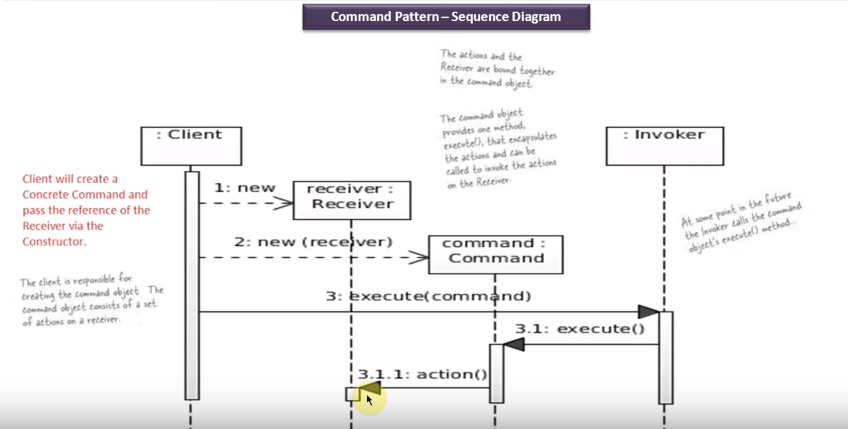 Command Pattern – Sequence Diagram
The actions and the
Receiver are bound together
in the command object.
The command object
provides one method,
execute(), that encapsulates
the actions and can be
called to invoke the actions
on the Receiver.
: Client
: Invoker
Client will create a
Concrete Command and
pass the reference of the
Receiver via the
Constructor.
1: new
receiver :
Receiver
At some point in the future
the Invoker calls the command
object's execute() method...
2: new (receiver)
command :
Command
The client is responsible for
creating the command object. The
command object consists of a set
of actions on a receiver.
3: execute(command)
3.1: execute()
3.1.1: action()